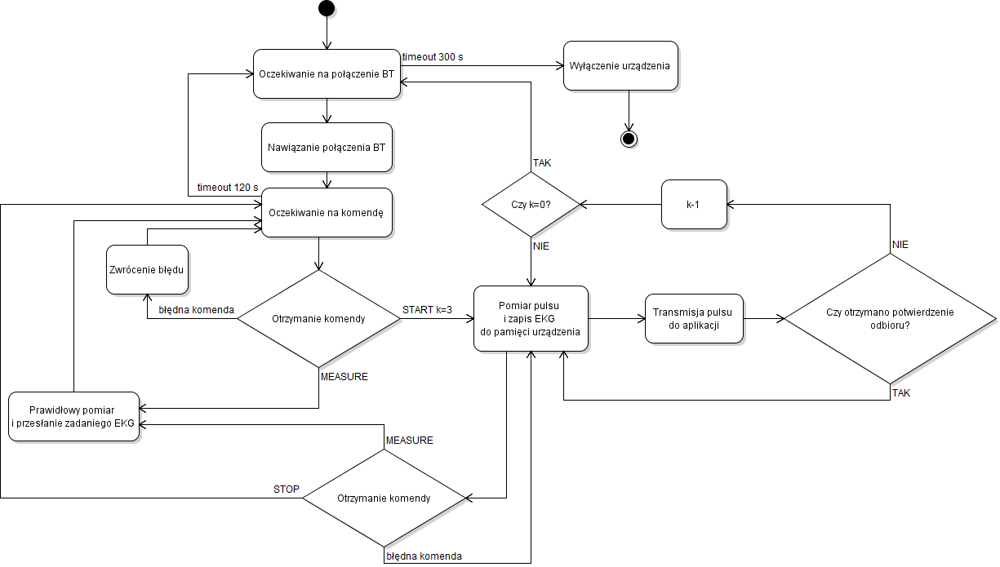 timeout 300 s
Oczekiwanie na połączenie BT
Wyłączenie urządzenia
Nawiązanie połączenia BT
TAK
timeout 120 s
Oczekiwanie na komendę
Czy k=0?
k-1
NIE
NIE
Zwrócenie błędu
błędna komenda
Otrzymanie komendy
START k=3
Pomiar pulsu
i zapis EKG
do pamięci urządzenia
Transmisja pulsu
do aplikacji
Czy otrzymano potwierdzenie
odbioru?
MEASURE
TAK
Prawidłowy pomiar
i przesłanie zadaniego EKG
MEASURE
STOP
Otrzymanie komendy
błędna komenda